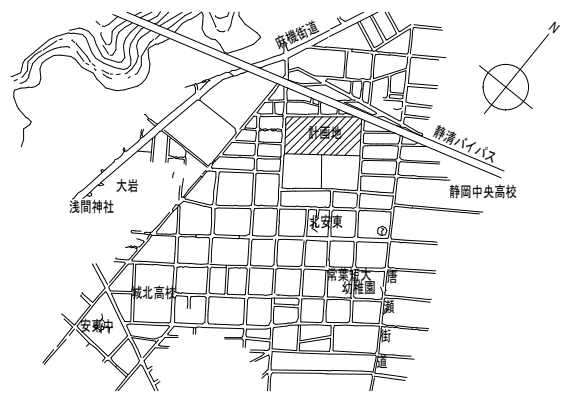 麻機街道
N
計画地
静清バイパス
大岩
静岡中央高校
浅間神社
北安東
常葉短大
幼稚園
城北高校
唐瀬街道
安東中